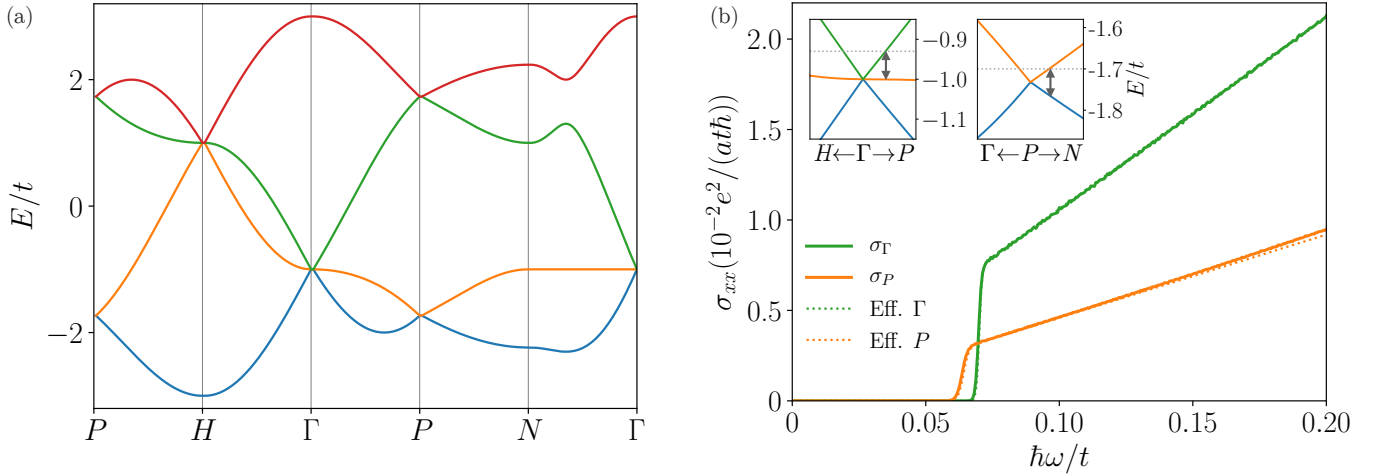 (a)
E/t
2
0
−2
P
H
Γ
P
N
Γ
(b)
σxx(10⁻²e²/(atħ))
2.0
1.5
1.0
0.5
0
0
0.05
0.10
0.15
0.20
ħω/t
−0.9
−1.0
−1.1
H←Γ→P
-1.6
-1.7
-1.8
E/t
Γ←P→N
σΓ
σP
Eff. Γ
Eff. P